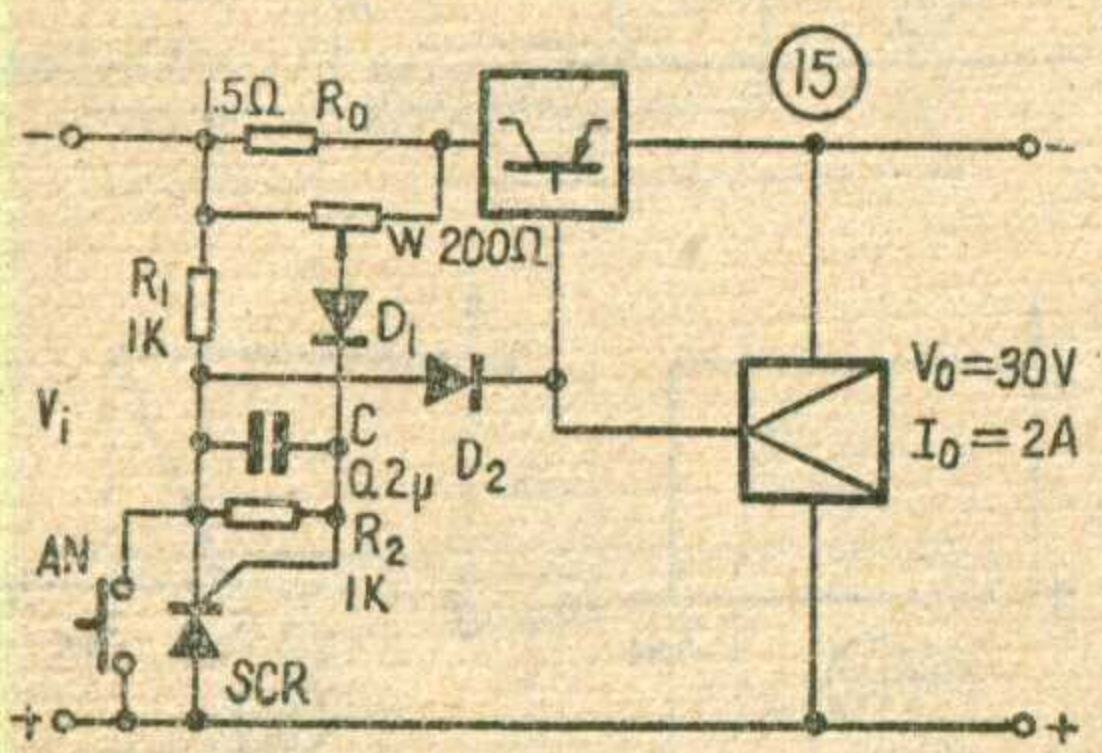 15
1.5Ω R₀
W 200Ω
R₁
1K
D₁
V₀=30V
I₀=2A
Vᵢ
C
0.2μ
D₂
R₂
1K
AN
SCR
- -
+ +